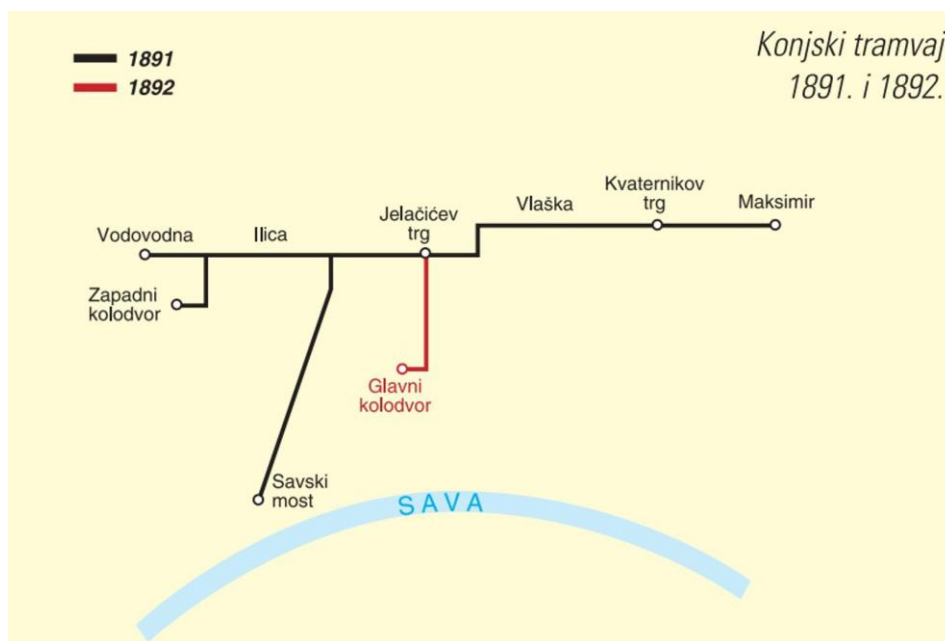 1891
1892
Konjski tramvaj
1891. i 1892.
Vodovodna
Ilica
Jelačićev
trg
Vlaška
Kvaternikov
trg
Maksimir
Zapadni
kolodvor
Glavni
kolodvor
Savski
most
SAVA